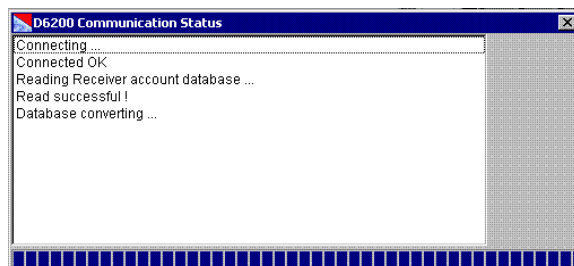 D6200 Communication Status
Connecting ...
Connected OK
Reading Receiver account database ...
Read successful !
Database converting ...